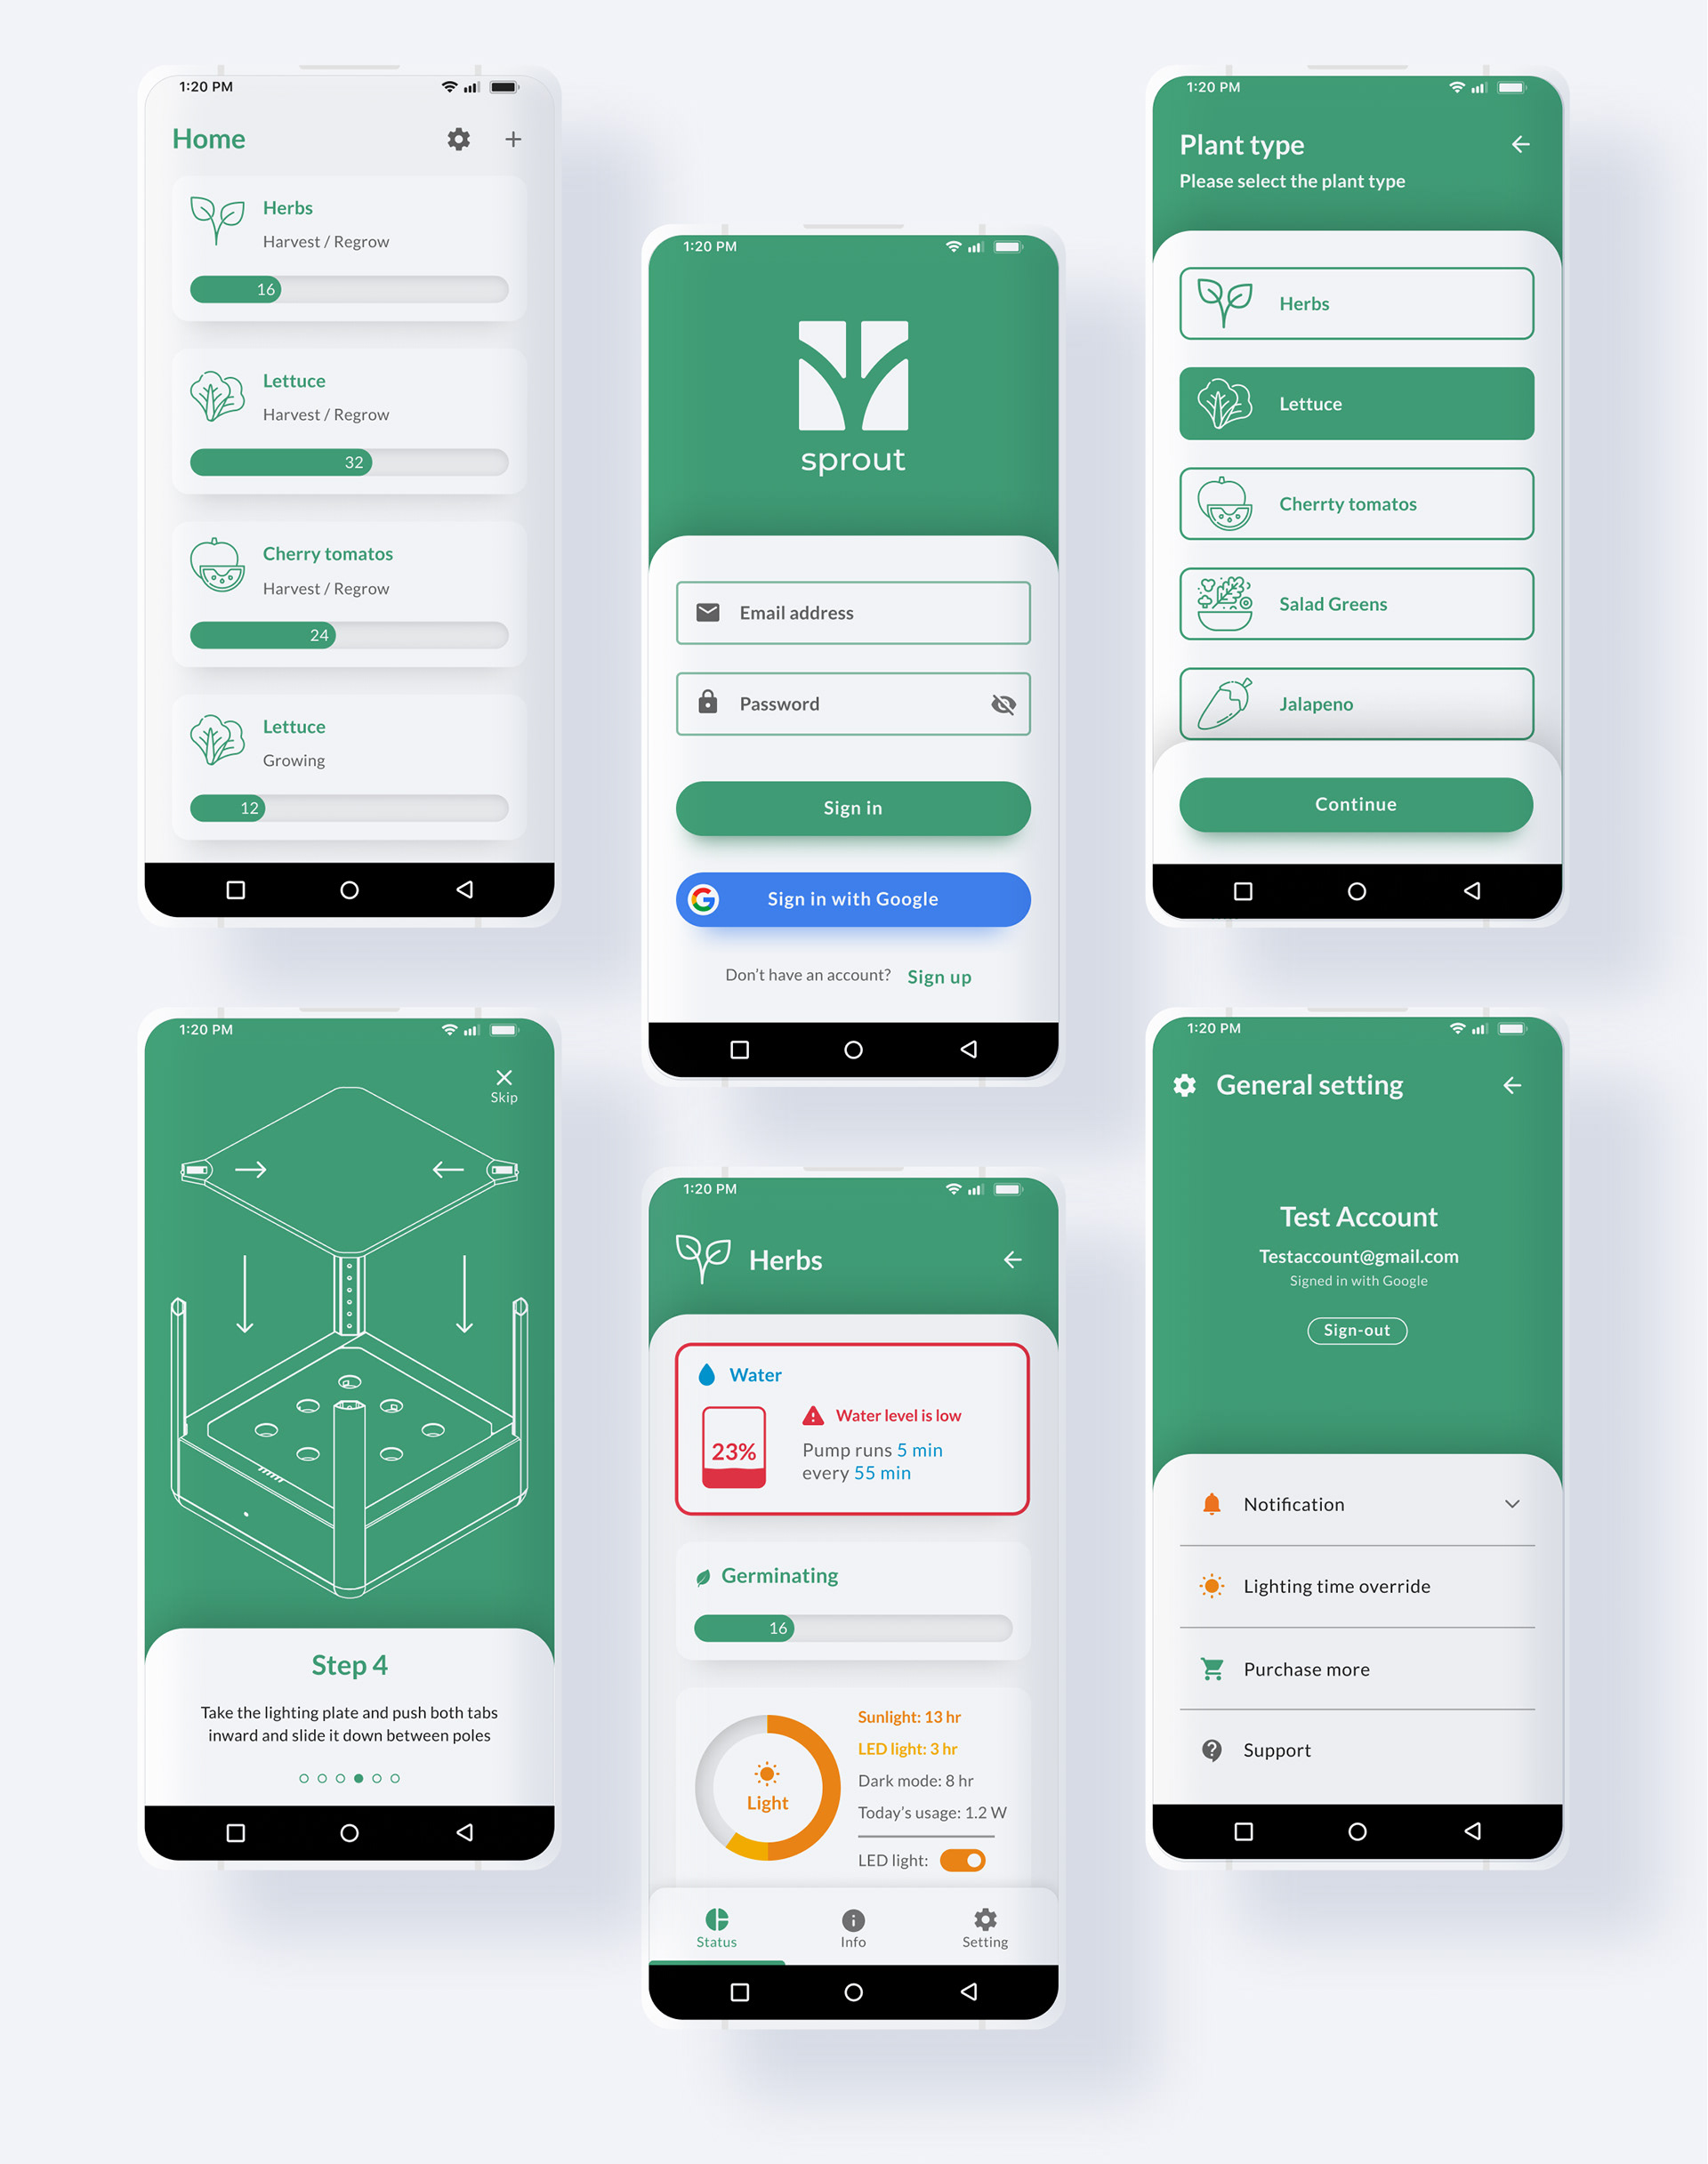 1:20 PM
Home
Herbs
Harvest / Regrow
16
Lettuce
Harvest / Regrow
32
Cherry tomatos
Harvest / Regrow
24
Lettuce
Growing
12
1:20 PM
sprout
Email address
Password
Sign in
G
Sign in with Google
Don't have an account? Sign up
1:20 PM
Plant type
Please select the plant type
Herbs
Lettuce
Cherrty tomatos
Salad Greens
Jalapeno
Continue
1:20 PM
Skip
Step 4
Take the lighting plate and push both tabs
inward and slide it down between poles
1:20 PM
Herbs
Water
23%
Water level is low
Pump runs 5 min
every 55 min
Germinating
16
Light
Sunlight: 13 hr
LED light: 3 hr
Dark mode: 8 hr
Today's usage: 1.2 W
LED light:
Status
Info
Setting
1:20 PM
General setting
Test Account
Testaccount@gmail.com
Signed in with Google
Sign-out
Notification
Lighting time override
Purchase more
Support